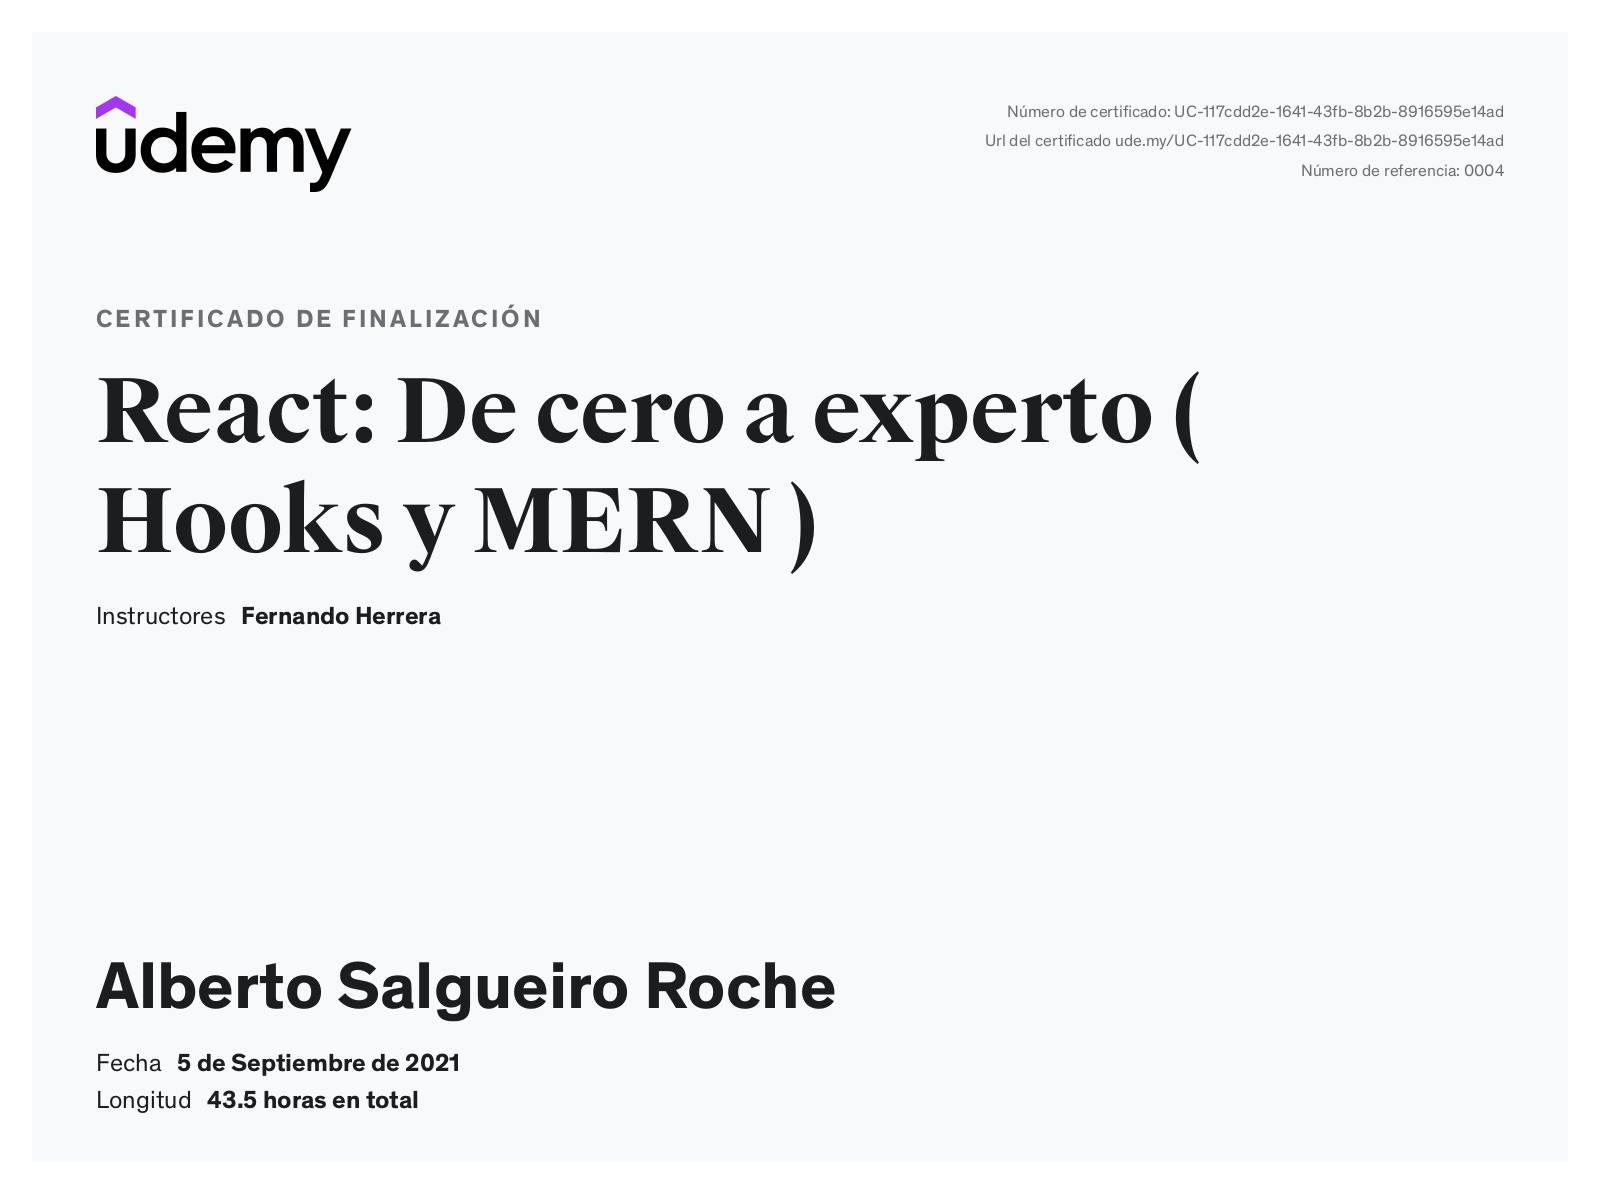 udemy
Número de certificado: UC-117cdd2e-1641-43fb-8b2b-8916595e14ad
Url del certificado ude.my/UC-117cdd2e-1641-43fb-8b2b-8916595e14ad
Número de referencia: 0004
CERTIFICADO DE FINALIZACIÓN
React: De cero a experto (
Hooks y MERN )
Instructores Fernando Herrera
Alberto Salgueiro Roche
Fecha 5 de Septiembre de 2021
Longitud 43.5 horas en total